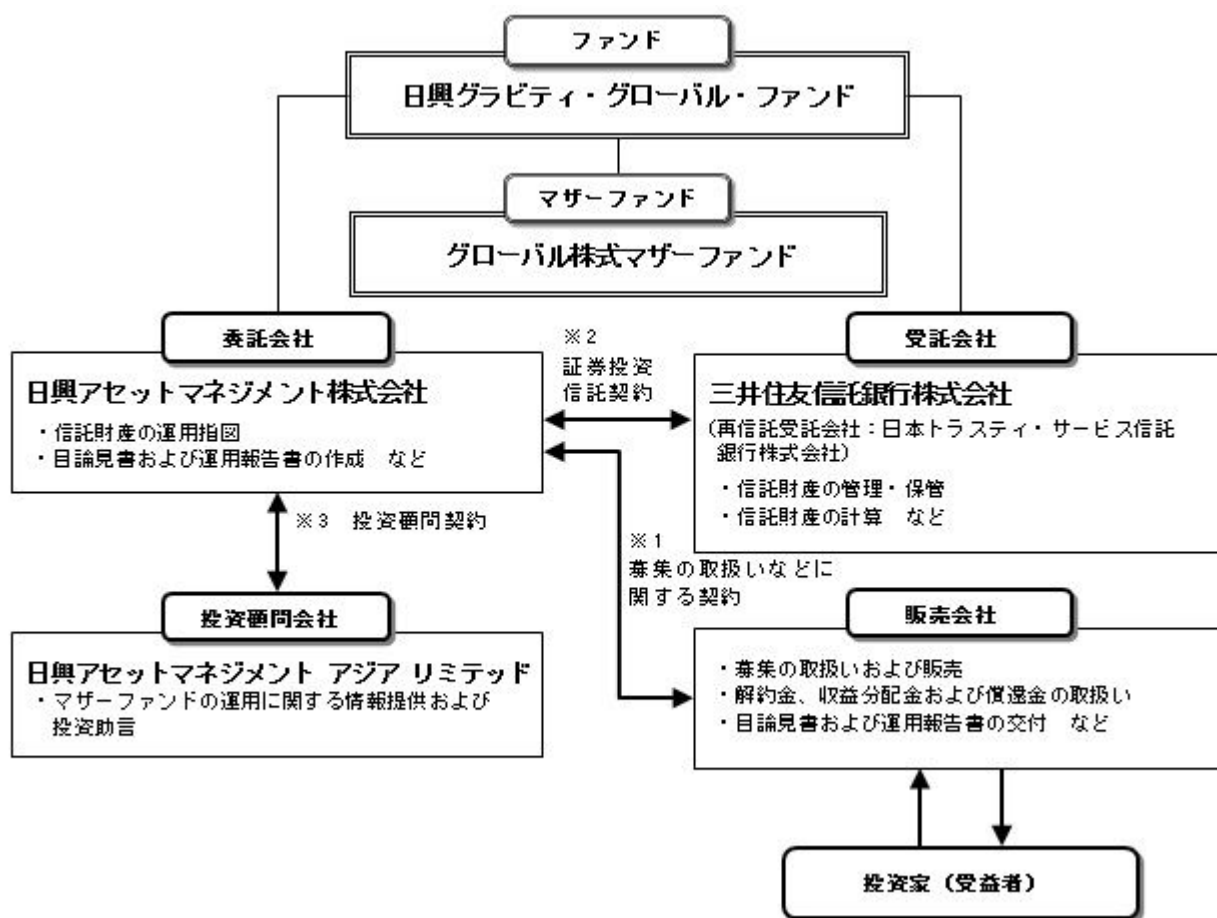 ファンド
日興グラビティ・グローバル・ファンド
マザーファンド
グローバル株式マザーファンド
委託会社
日興アセットマネジメント株式会社
・信託財産の運用指図
・目論見書および運用報告書の作成　など
※2
証券投資
信託契約
受託会社
三井住友信託銀行株式会社
（再信託受託会社：日本トラスティ・サービス信託
銀行株式会社）
・信託財産の管理・保管
・信託財産の計算　など
※3　投資顧問契約
※1
募集の取扱いなどに
関する契約
投資顧問会社
日興アセットマネジメント アジア リミテッド
・マザーファンドの運用に関する情報提供および
投資助言
販売会社
・募集の取扱いおよび販売
・解約金、収益分配金および償還金の取扱い
・目論見書および運用報告書の交付　など
投資家（受益者）